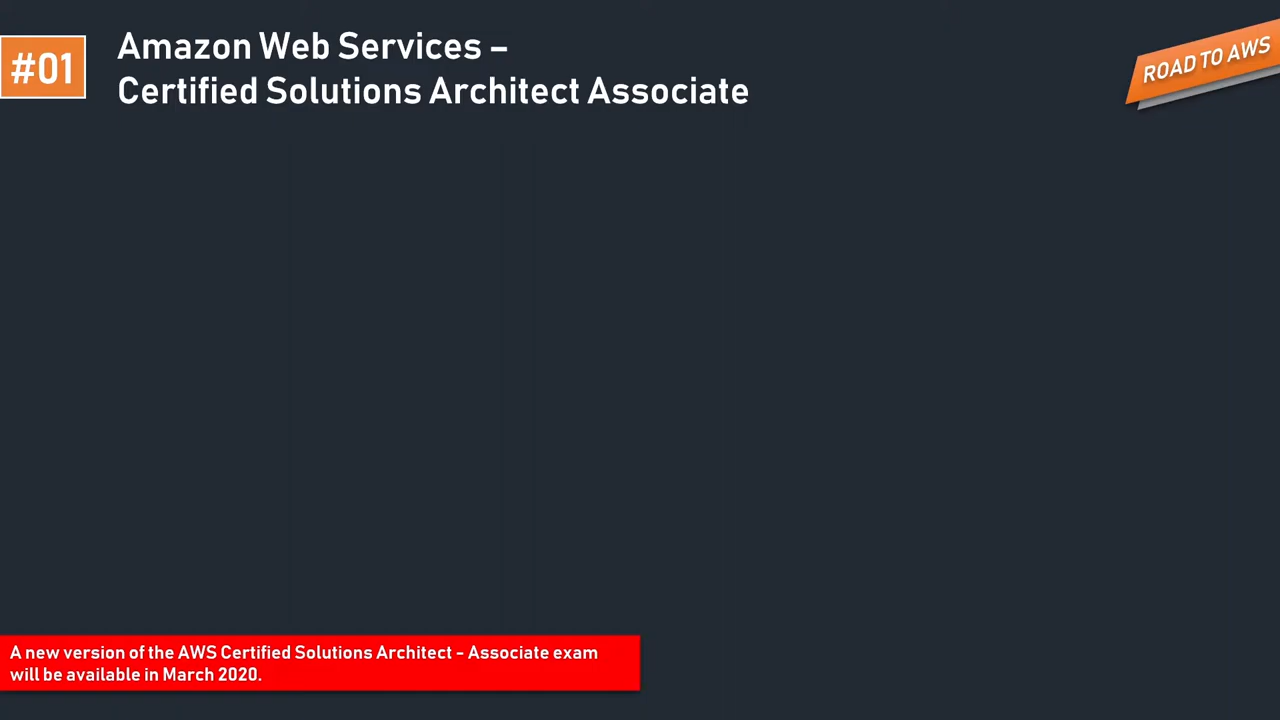 #01
Amazon Web Services –
Certified Solutions Architect Associate
ROAD TO AWS
A new version of the AWS Certified Solutions Architect - Associate exam
will be available in March 2020.